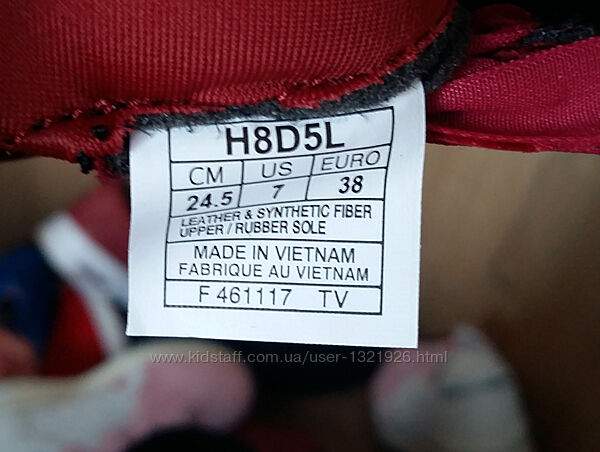 H8D5L
CM US EURO
24.5 7 38
LEATHER & SYNTHETIC FIBER
UPPER / RUBBER SOLE
MADE IN VIETNAM
FABRIQUE AU VIETNAM
F 461117 TV
www.kidstaff.com.ua/user-1321926.html